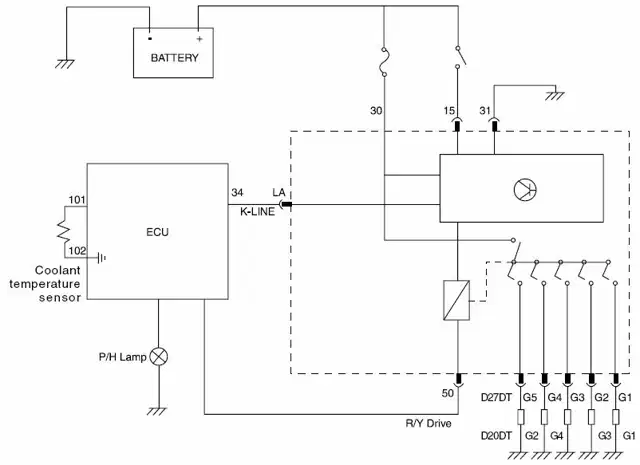 - +
BATTERY
30 15 31
101 34 LA
K-LINE
ECU
102
Coolant
temperature
sensor
P/H Lamp
50 D27DT G5 G4 G3 G2 G1
R/Y Drive
D20DT G2 G4 G3 G1